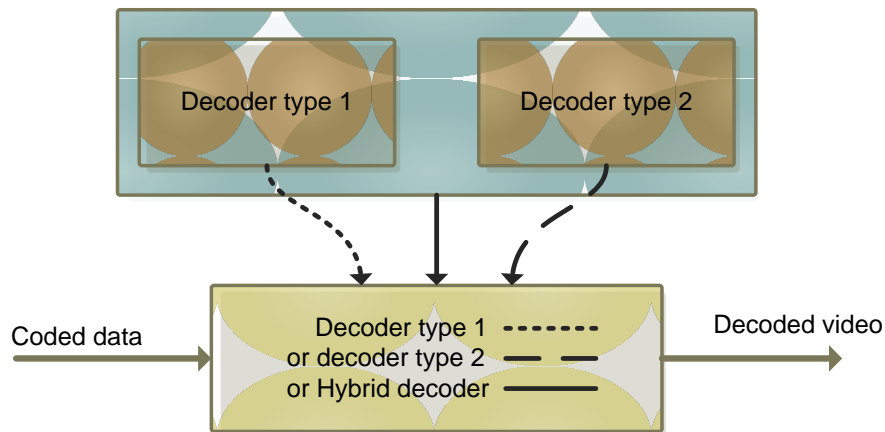 Decoder type 1
Decoder type 2
Coded data
Decoder type 1
or decoder type 2
or Hybrid decoder
Decoded video